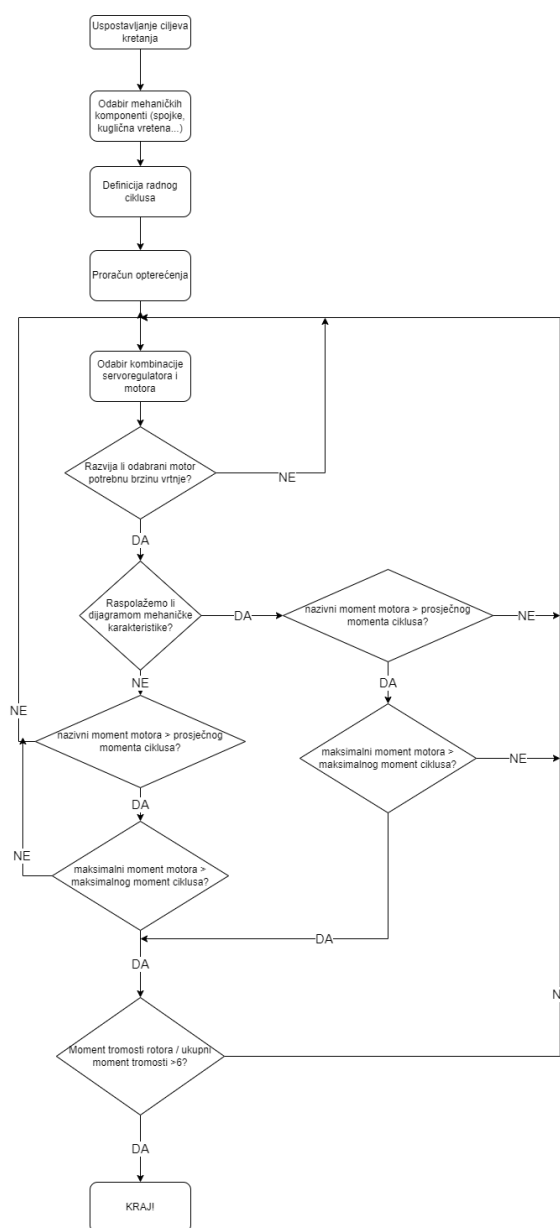 Uspostavljanje ciljeva
kretanja
Odabir mehaničkih
komponenti (spojke,
kuglična vretena...)
Definicija radnog
ciklusa
Proračun opterećenja
Odabir kombinacije
servoregulatora i
motora
Razvija li odabrani motor
potrebnu brzinu vrtnje?
NE
DA
Raspolažemo li
dijagramom mehaničke
karakteristike?
DA
nazivni moment motora > prosječnog
momenta ciklusa?
NE
NE
DA
NE
nazivni moment motora > prosječnog
momenta ciklusa?
maksimalni moment motora >
maksimalnog moment ciklusa?
NE
DA
NE
maksimalni moment motora >
maksimalnog moment ciklusa?
DA
DA
Moment tromosti rotora / ukupni
moment tromosti >6?
N
DA
KRAJ!